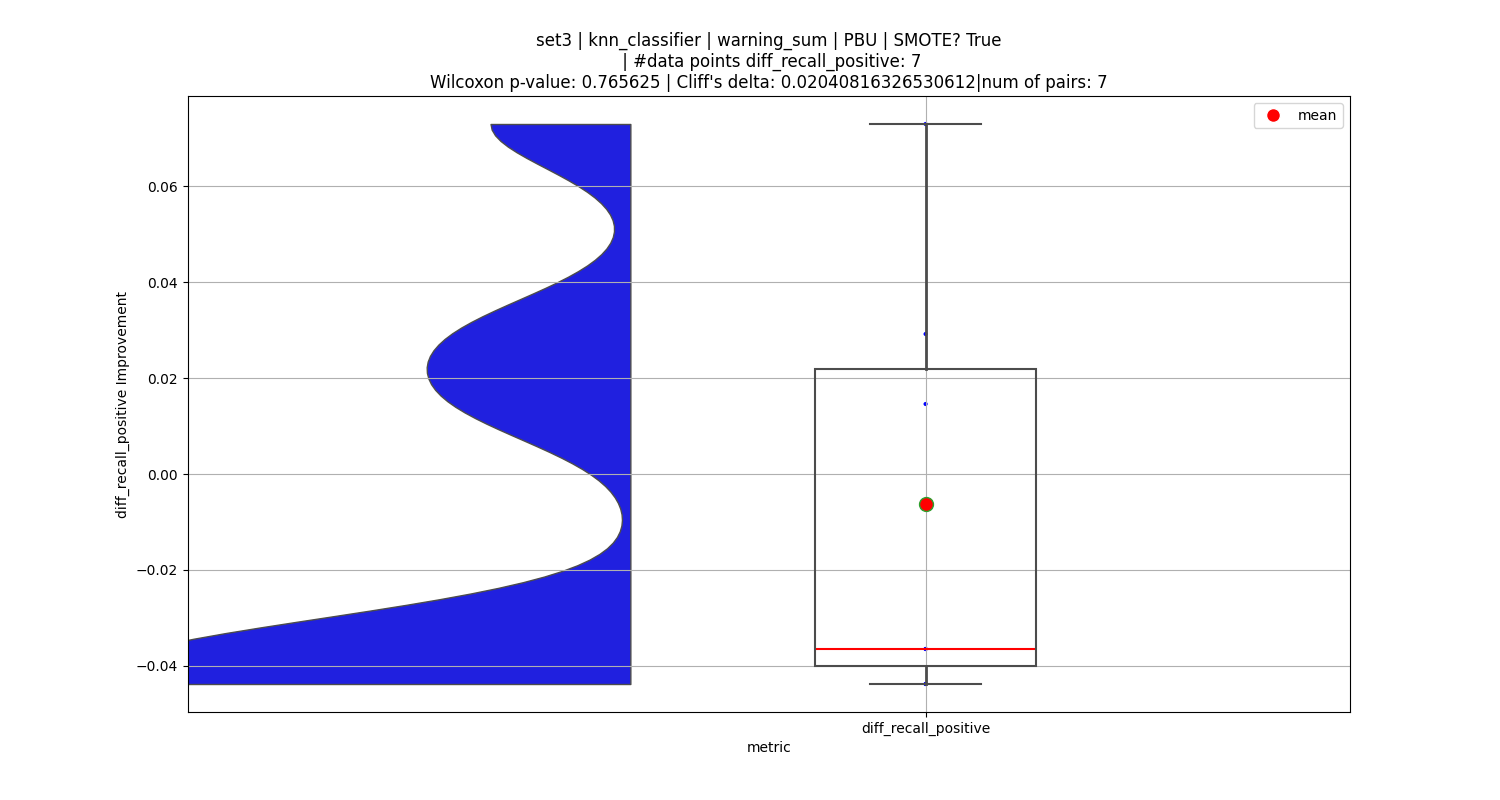 set3 | knn_classifier | warning_sum | PBU | SMOTE? True
| #data points diff_recall_positive: 7
Wilcoxon p-value: 0.765625 | Cliff's delta: 0.02040816326530612|num of pairs: 7
mean
0.06
0.04
0.02
0.00
−0.02
−0.04
diff_recall_positive Improvement
diff_recall_positive
metric